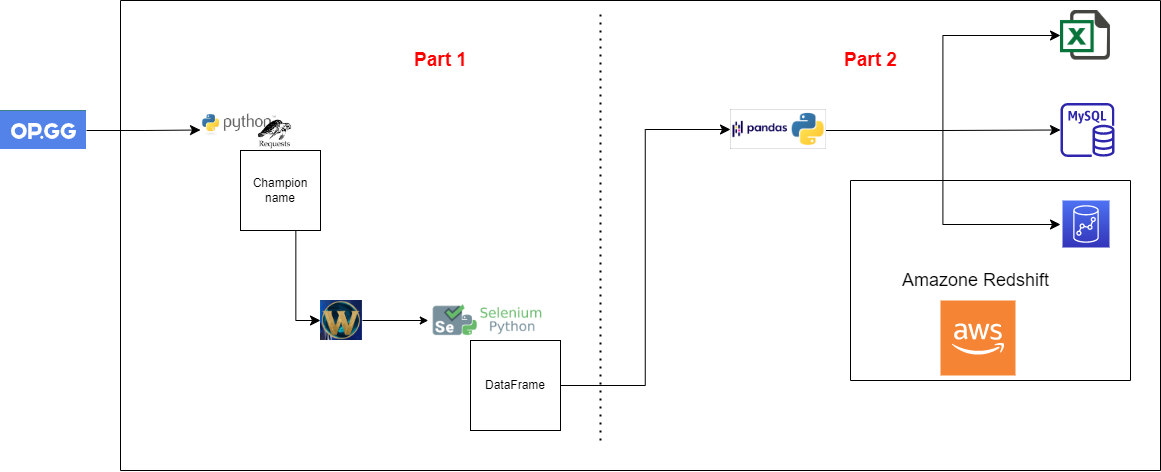 Part 1
Part 2
OP.GG
python
Requests
Champion
name
W
Se
Selenium
Python
DataFrame
pandas
X
MySQL
Amazone Redshift
aws